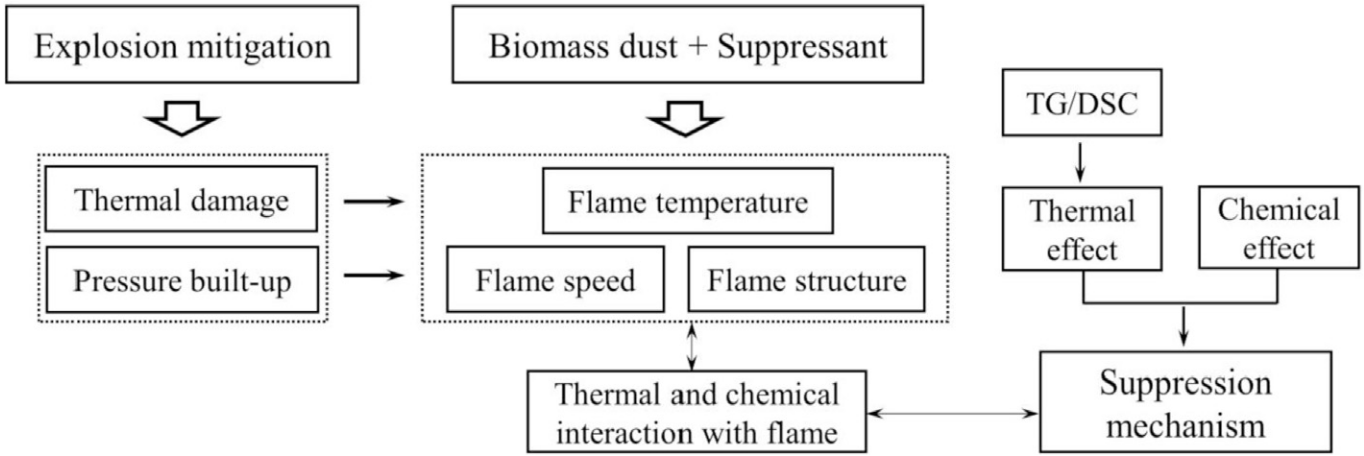 Explosion mitigation
Biomass dust + Suppressant
TG/DSC
Thermal damage
Pressure built-up
Flame temperature
Flame speed
Flame structure
Thermal
effect
Chemical
effect
Thermal and chemical
interaction with flame
Suppression
mechanism